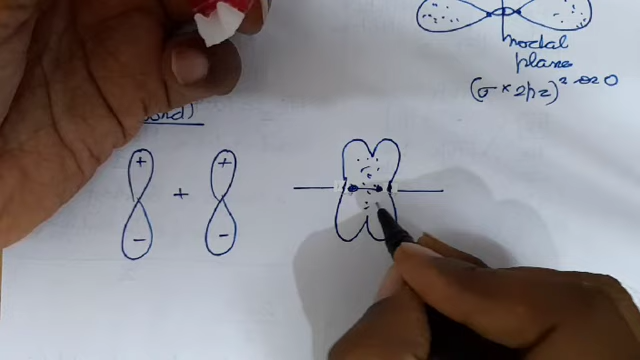 nodal
plane
(σ * 2pz)² or 0
bond)
+ + +
- -